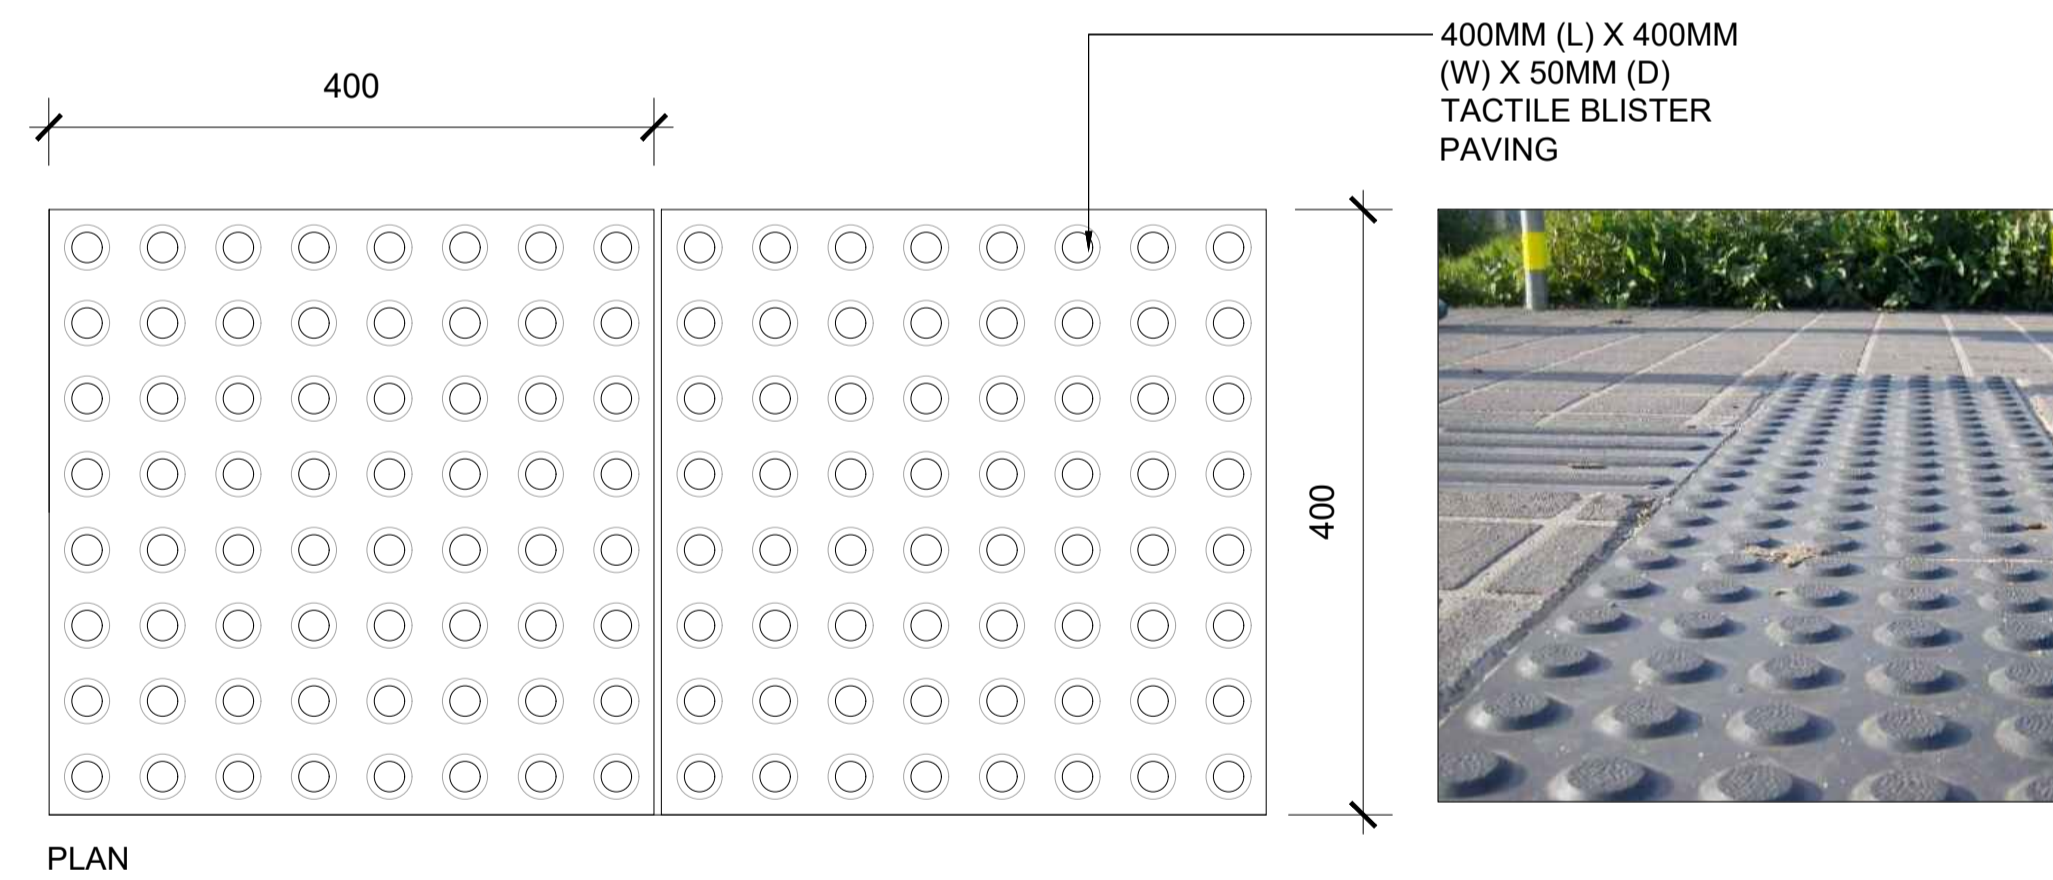 400
400MM (L) X 400MM
(W) X 50MM (D)
TACTILE BLISTER
PAVING
400
PLAN